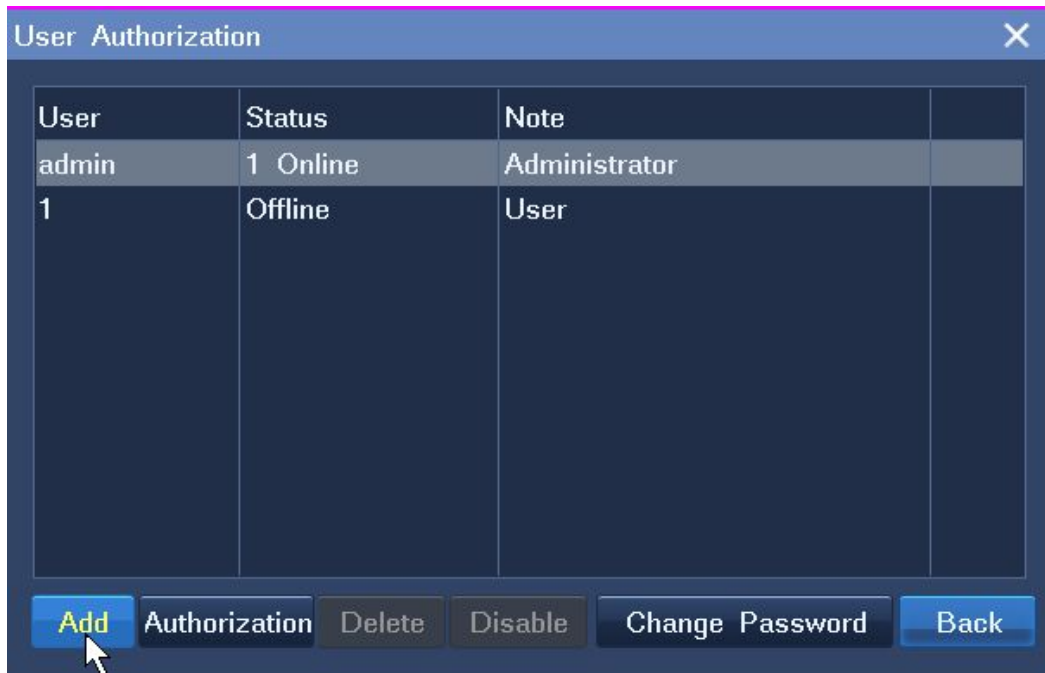 User Authorization
User Status Note
admin 1 Online Administrator
1 Offline User
Add Authorization Delete Disable Change Password Back